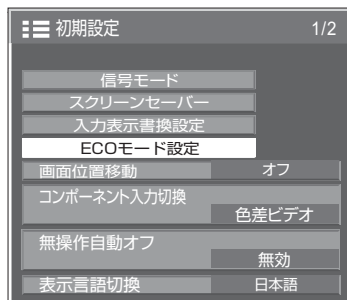 初期設定 1/2
信号モード
スクリーンセーバー
入力表示書換設定
ECOモード設定
画面位置移動 オフ
コンポーネント入力切換
色差ビデオ
無操作自動オフ
無効
表示言語切換 日本語